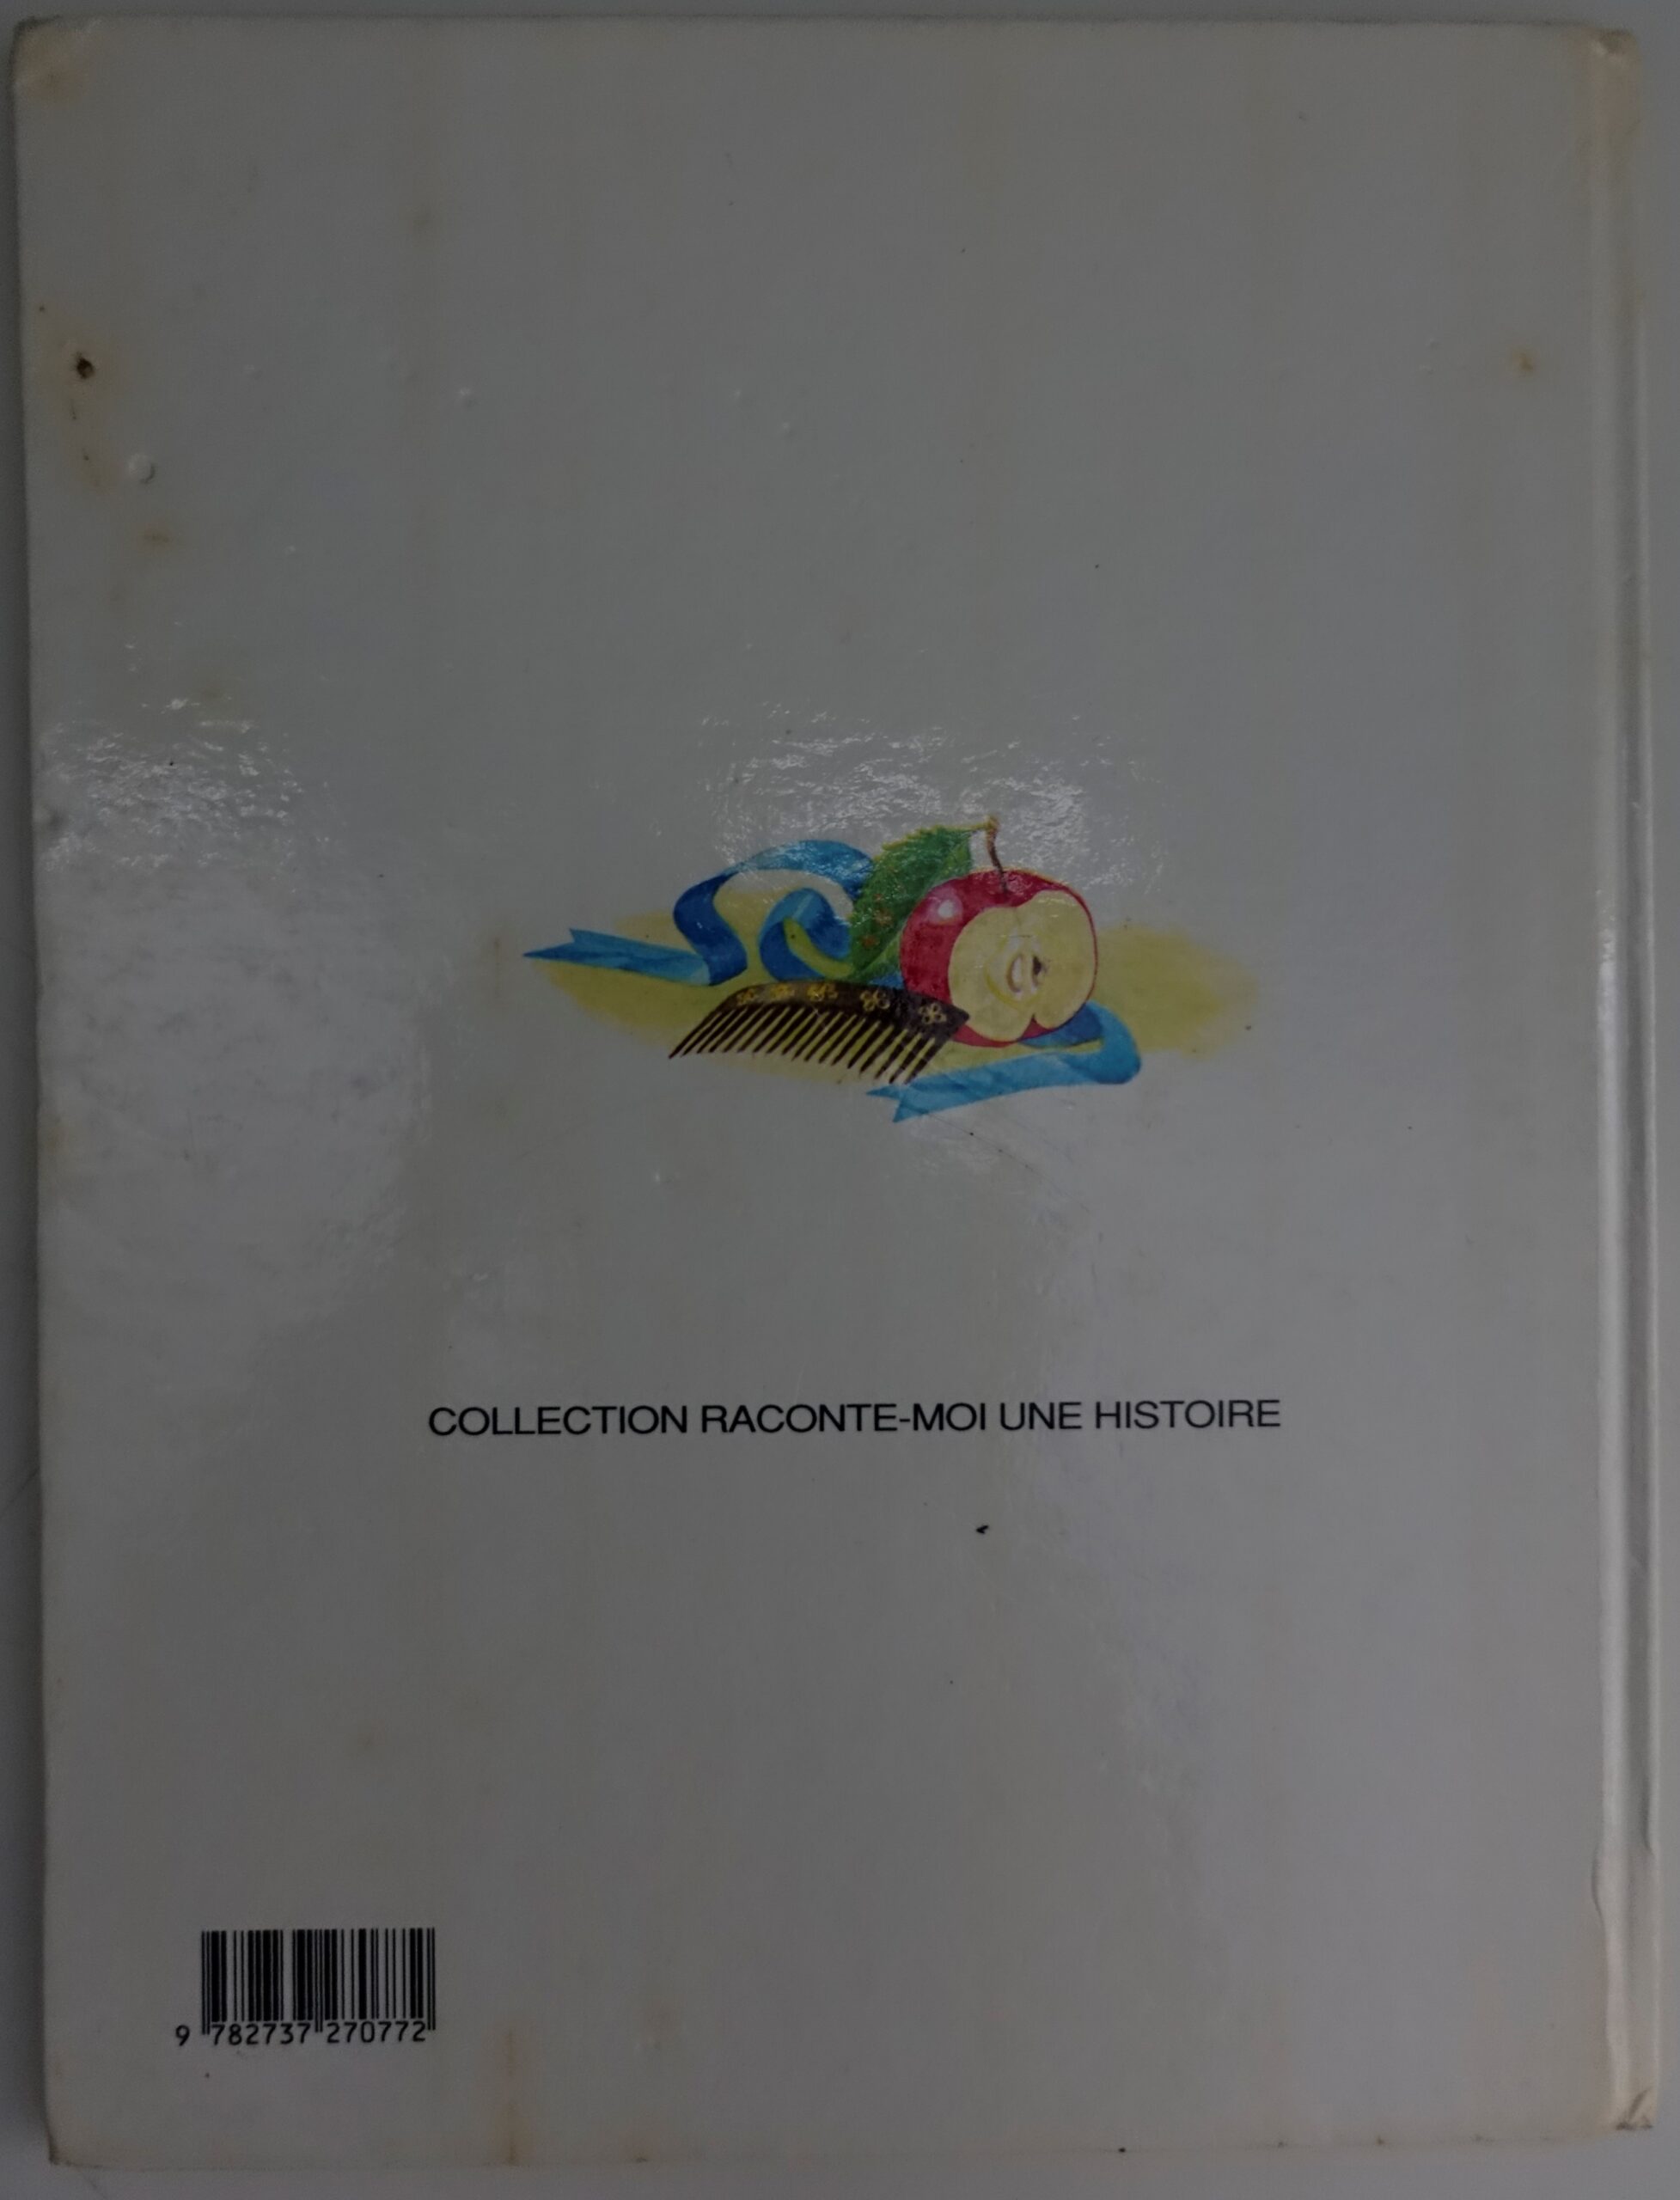 COLLECTION RACONTE-MOI UNE HISTOIRE
9 782737 270772